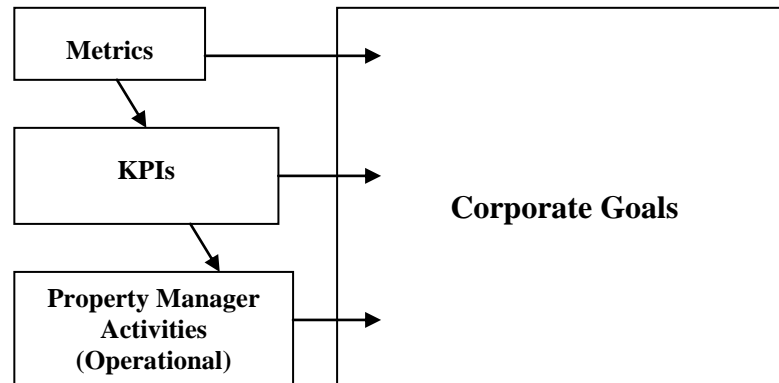 Metrics
KPIs
Corporate Goals
Property Manager
Activities
(Operational)